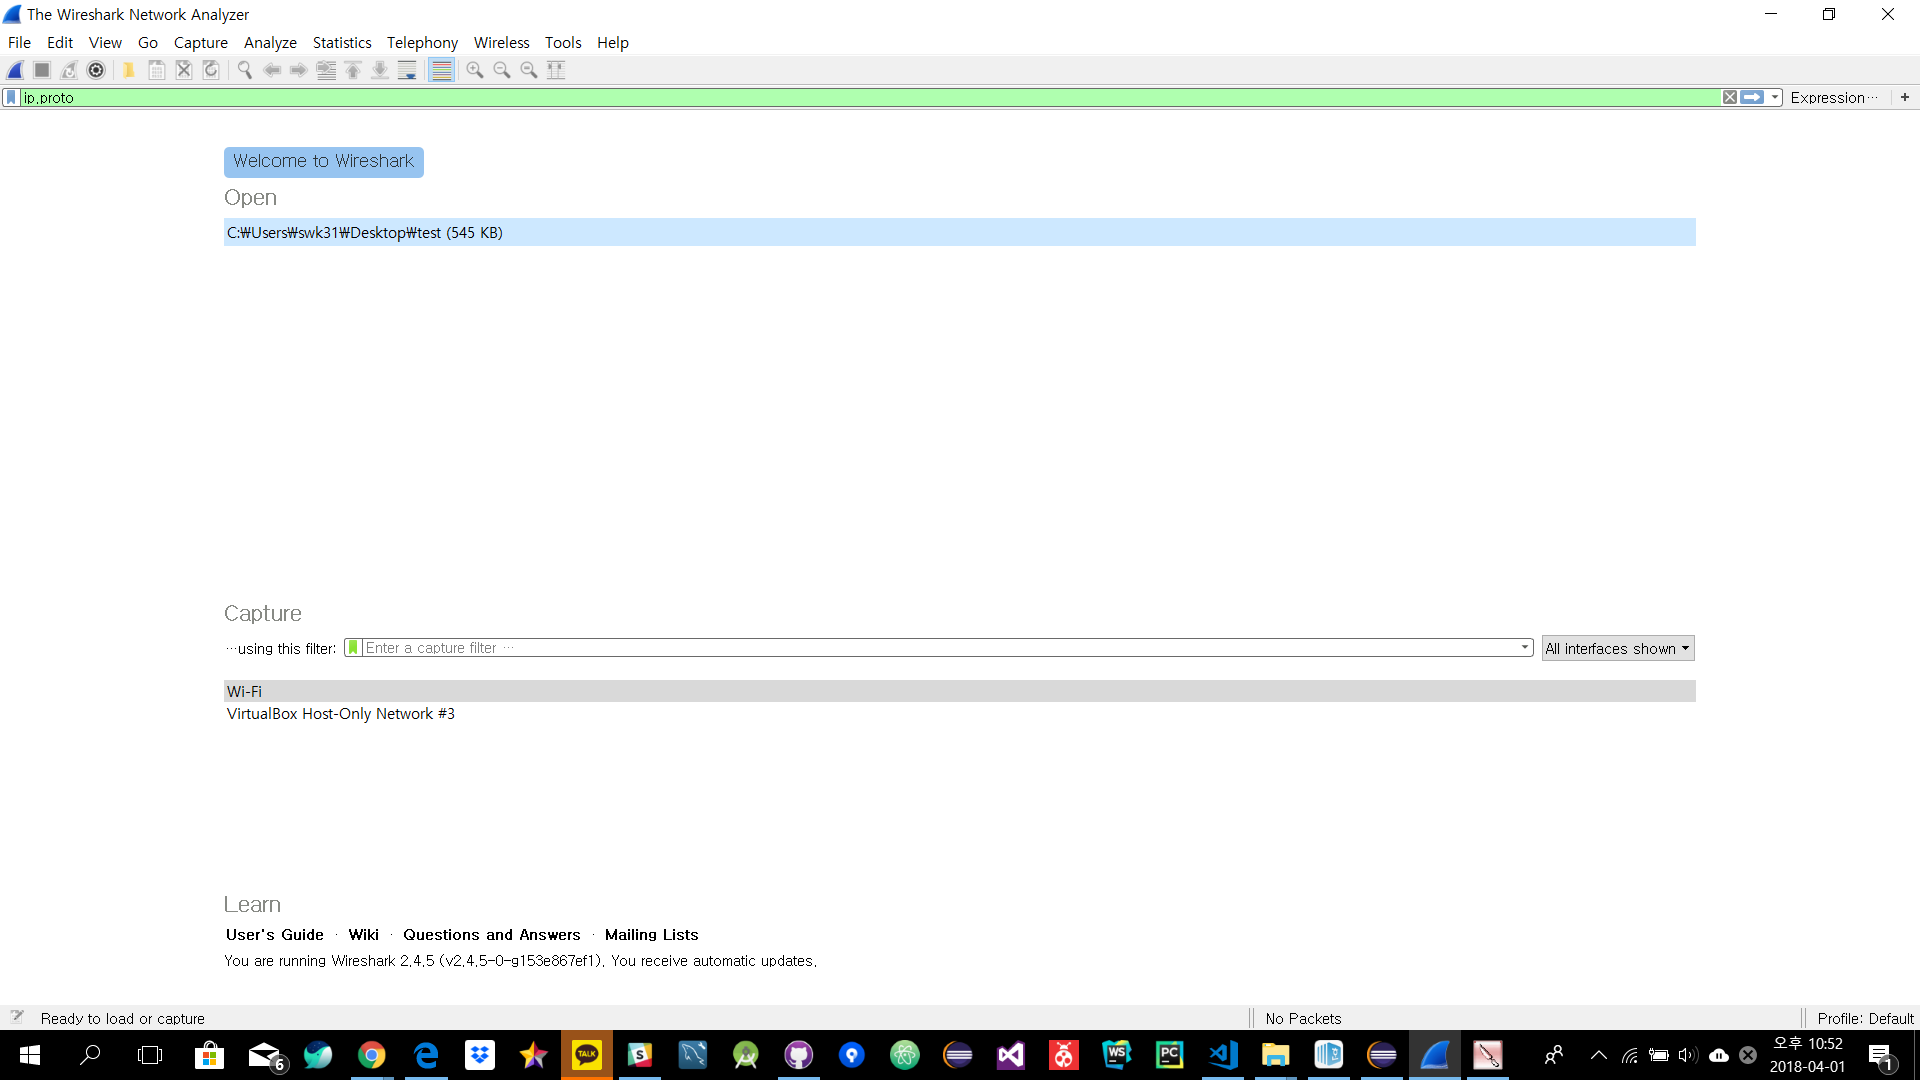 The Wireshark Network Analyzer
File Edit View Go Capture Analyze Statistics Telephony Wireless Tools Help
ip.proto
Expression…
+
Welcome to Wireshark
Open
C:₩Users₩swk31₩Desktop₩test (545 KB)
Capture
…using this filter: Enter a capture filter … All interfaces shown
Wi-Fi
VirtualBox Host-Only Network #3
Learn
User's Guide · Wiki · Questions and Answers · Mailing Lists
You are running Wireshark 2.4.5 (v2.4.5-0-g153e867ef1). You receive automatic updates.
Ready to load or capture No Packets Profile: Default
6 TALK S WS PC 오후 10:52
2018-04-01 1